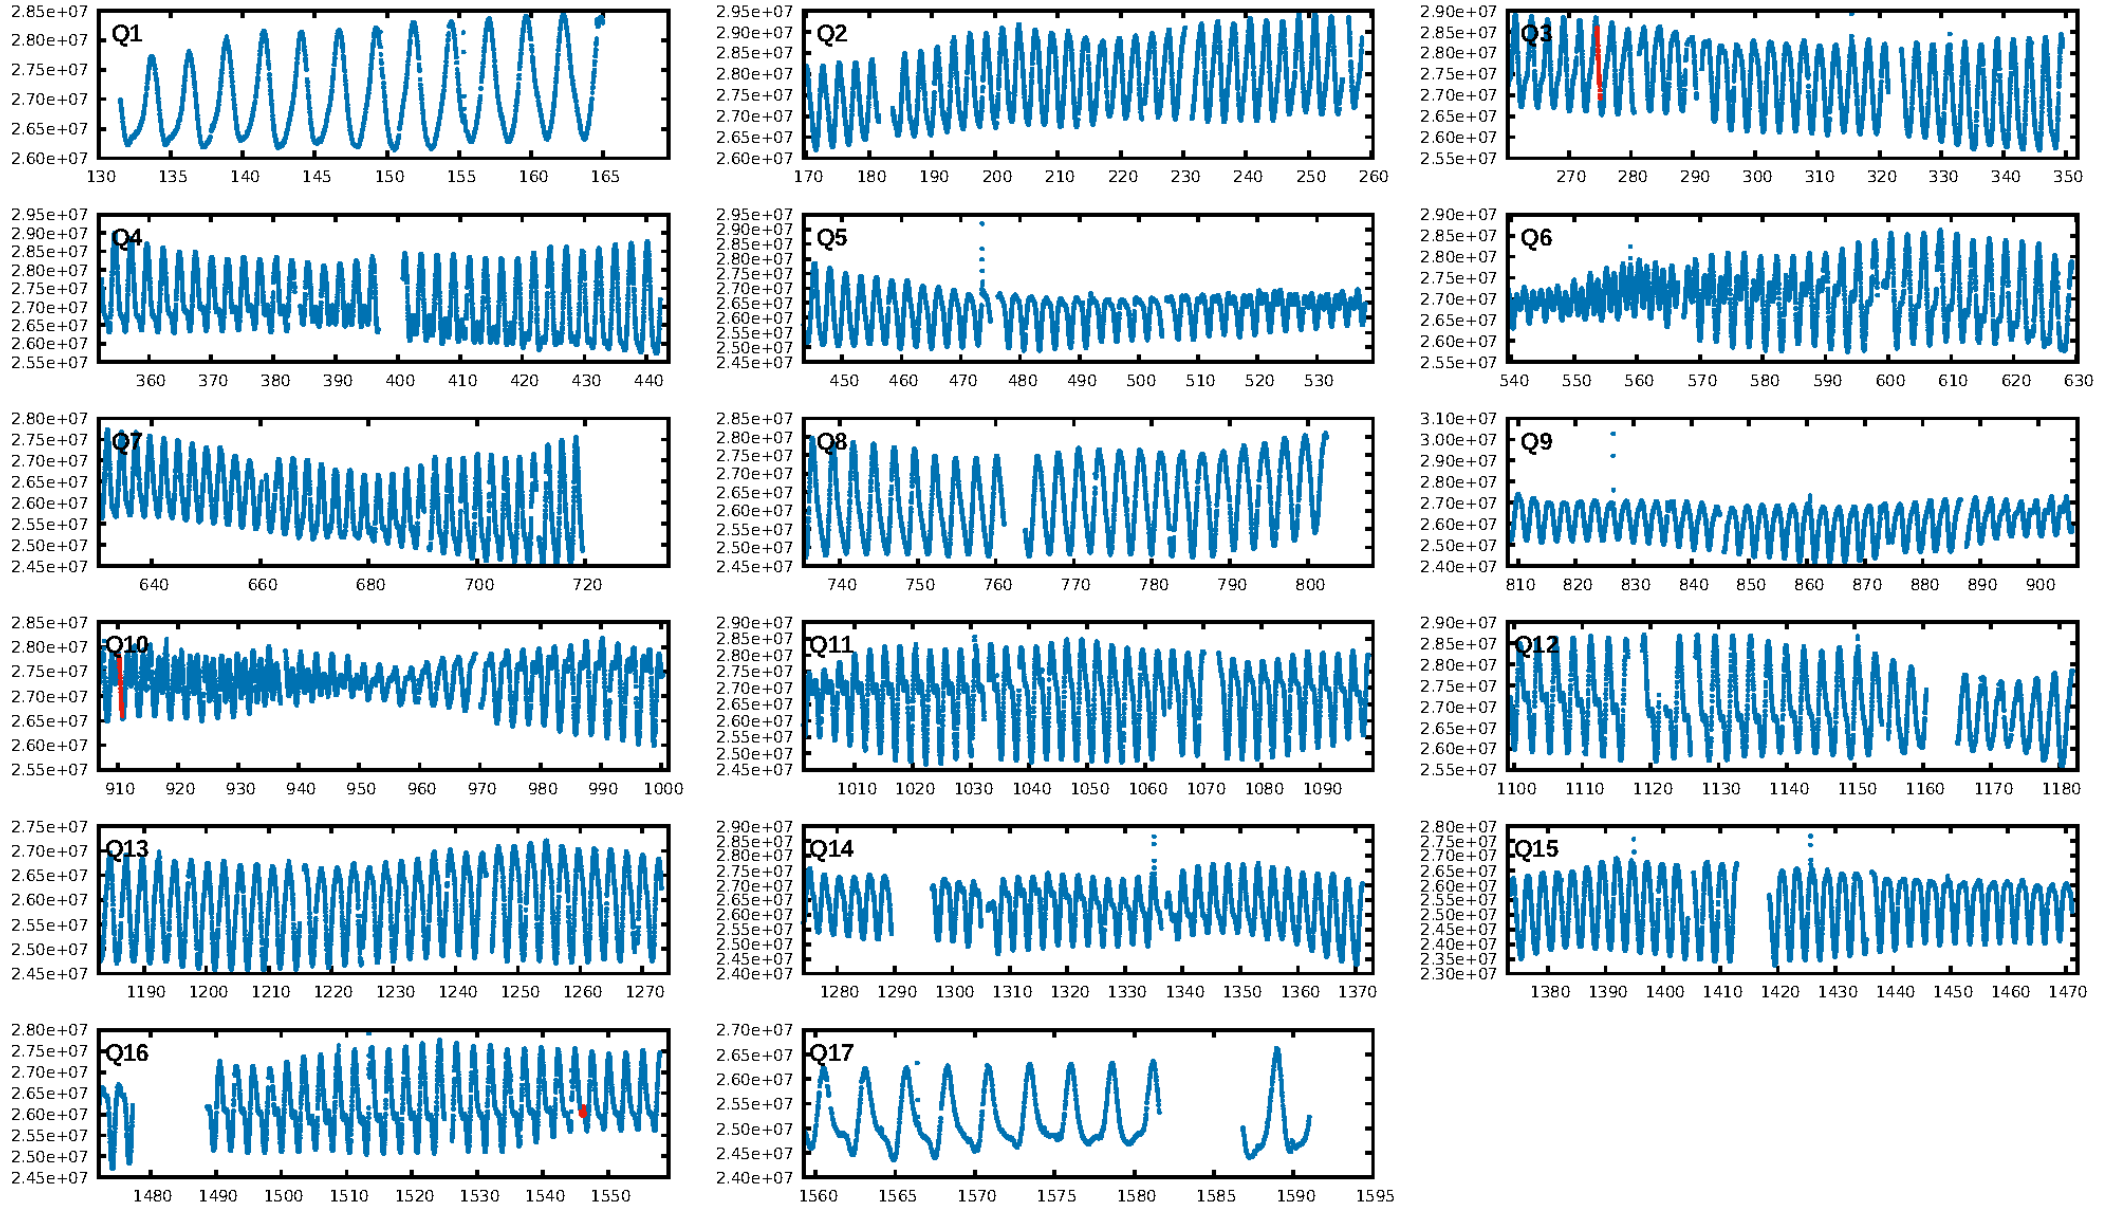 2.85e+07 2.80e+07 2.75e+07 2.70e+07 2.65e+07 2.60e+07
Q1
130 135 140 145 150 155 160 165
2.95e+07 2.90e+07 2.85e+07 2.80e+07 2.75e+07 2.70e+07 2.65e+07 2.60e+07
Q2
170 180 190 200 210 220 230 240 250 260
2.90e+07 2.85e+07 2.80e+07 2.75e+07 2.70e+07 2.65e+07 2.60e+07 2.55e+07
Q3
270 280 290 300 310 320 330 340 350
2.95e+07 2.90e+07 2.85e+07 2.80e+07 2.75e+07 2.70e+07 2.65e+07 2.60e+07 2.55e+07
Q4
360 370 380 390 400 410 420 430 440
2.95e+07 2.90e+07 2.85e+07 2.80e+07 2.75e+07 2.70e+07 2.65e+07 2.60e+07 2.55e+07 2.50e+07 2.45e+07
Q5
450 460 470 480 490 500 510 520 530
2.90e+07 2.85e+07 2.80e+07 2.75e+07 2.70e+07 2.65e+07 2.60e+07 2.55e+07
Q6
540 550 560 570 580 590 600 610 620 630
2.80e+07 2.75e+07 2.70e+07 2.65e+07 2.60e+07 2.55e+07 2.50e+07 2.45e+07
Q7
640 660 680 700 720
2.85e+07 2.80e+07 2.75e+07 2.70e+07 2.65e+07 2.60e+07 2.55e+07 2.50e+07 2.45e+07
Q8
740 750 760 770 780 790 800
3.10e+07 3.00e+07 2.90e+07 2.80e+07 2.70e+07 2.60e+07 2.50e+07 2.40e+07
Q9
810 820 830 840 850 860 870 880 890 900
2.85e+07 2.80e+07 2.75e+07 2.70e+07 2.65e+07 2.60e+07 2.55e+07
Q10
910 920 930 940 950 960 970 980 990 1000
2.90e+07 2.85e+07 2.80e+07 2.75e+07 2.70e+07 2.65e+07 2.60e+07 2.55e+07 2.50e+07 2.45e+07
Q11
1010 1020 1030 1040 1050 1060 1070 1080 1090
2.90e+07 2.85e+07 2.80e+07 2.75e+07 2.70e+07 2.65e+07 2.60e+07 2.55e+07
Q12
1100 1110 1120 1130 1140 1150 1160 1170 1180
2.75e+07 2.70e+07 2.65e+07 2.60e+07 2.55e+07 2.50e+07 2.45e+07
Q13
1190 1200 1210 1220 1230 1240 1250 1260 1270
2.90e+07 2.85e+07 2.80e+07 2.75e+07 2.70e+07 2.65e+07 2.60e+07 2.55e+07 2.50e+07 2.45e+07 2.40e+07
Q14
1280 1290 1300 1310 1320 1330 1340 1350 1360 1370
2.80e+07 2.75e+07 2.70e+07 2.65e+07 2.60e+07 2.55e+07 2.50e+07 2.45e+07 2.40e+07 2.35e+07 2.30e+07
Q15
1380 1390 1400 1410 1420 1430 1440 1450 1460 1470
2.80e+07 2.75e+07 2.70e+07 2.65e+07 2.60e+07 2.55e+07 2.50e+07 2.45e+07
Q16
1480 1490 1500 1510 1520 1530 1540 1550
2.70e+07 2.65e+07 2.60e+07 2.55e+07 2.50e+07 2.45e+07 2.40e+07
Q17
1560 1565 1570 1575 1580 1585 1590 1595